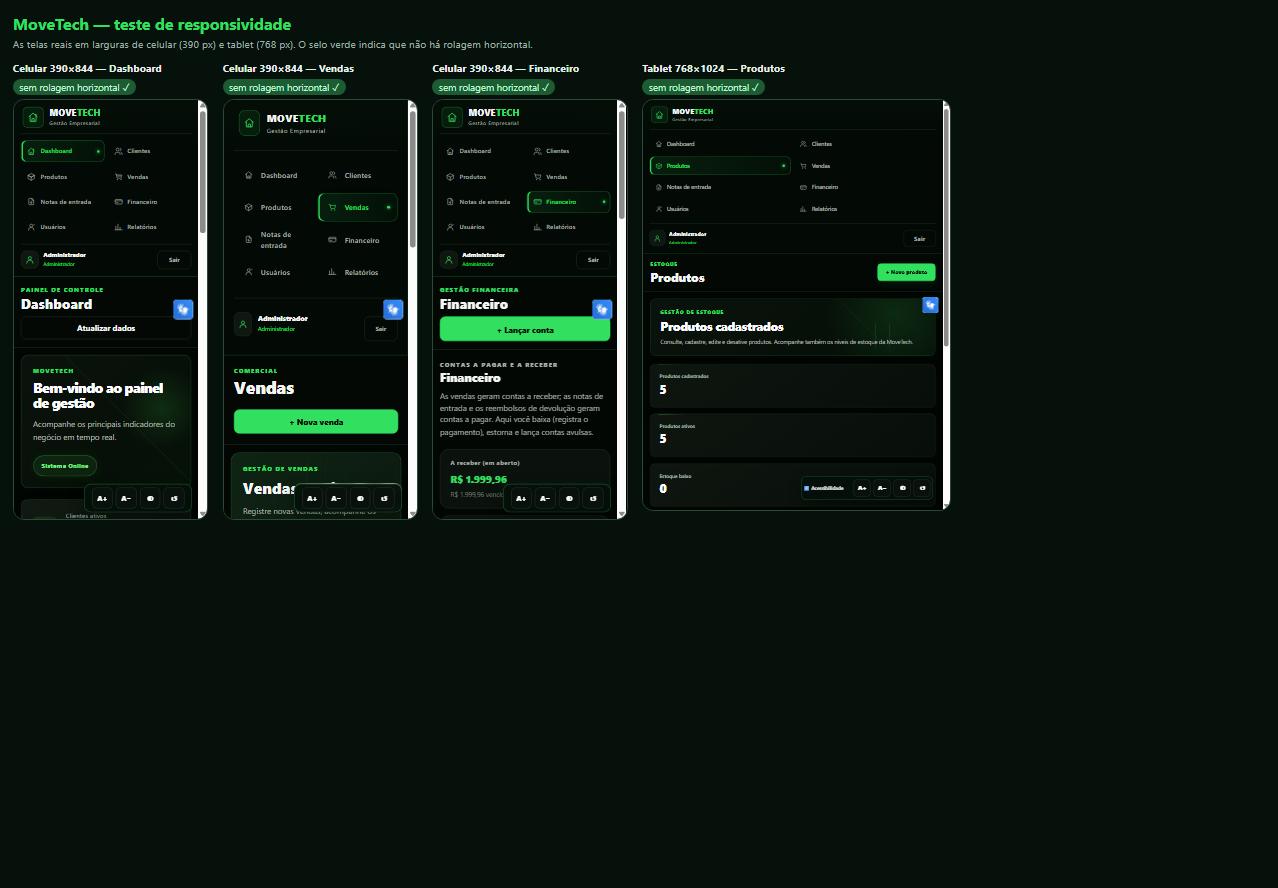 MoveTech — teste de responsividade
As telas reais em larguras de celular (390 px) e tablet (768 px). O selo verde indica que não há rolagem horizontal.
Celular 390×844 — Dashboard
sem rolagem horizontal ✓
MOVETECH
Gestão Empresarial
Dashboard
Clientes
Produtos
Vendas
Notas de entrada
Financeiro
Usuários
Relatórios
Administrador
Administrador
Sair
PAINEL DE CONTROLE
Dashboard
Atualizar dados
MOVETECH
Bem-vindo ao painel
de gestão
Acompanhe os principais indicadores do
negócio em tempo real.
Sistema Online
A+
A−
Clientes ativos
Celular 390×844 — Vendas
sem rolagem horizontal ✓
MOVETECH
Gestão Empresarial
Dashboard
Clientes
Produtos
Vendas
Notas de
entrada
Financeiro
Usuários
Relatórios
Administrador
Administrador
Sair
COMERCIAL
Vendas
+ Nova venda
GESTÃO DE VENDAS
Vendas
A+
A−
Registre novas vendas, acompanhe os
Celular 390×844 — Financeiro
sem rolagem horizontal ✓
MOVETECH
Gestão Empresarial
Dashboard
Clientes
Produtos
Vendas
Notas de entrada
Financeiro
Usuários
Relatórios
Administrador
Administrador
Sair
GESTÃO FINANCEIRA
Financeiro
+ Lançar conta
CONTAS A PAGAR E A RECEBER
Financeiro
As vendas geram contas a receber; as notas de
entrada e os reembolsos de devolução geram
contas a pagar. Aqui você baixa (registra o
pagamento), estorna e lança contas avulsas.
A receber (em aberto)
R$ 1.999,96
R$ 1.999,96
A+
A−
Tablet 768×1024 — Produtos
sem rolagem horizontal ✓
MOVETECH
Gestão Empresarial
Dashboard
Clientes
Produtos
Vendas
Notas de entrada
Financeiro
Usuários
Relatórios
Administrador
Administrador
Sair
ESTOQUE
Produtos
+ Novo produto
GESTÃO DE ESTOQUE
Produtos cadastrados
Consulte, cadastre, edite e desative produtos. Acompanhe também os níveis de estoque da MoveTech.
Produtos cadastrados
5
Produtos ativos
5
Estoque baixo
0
Acessibilidade
A+
A−